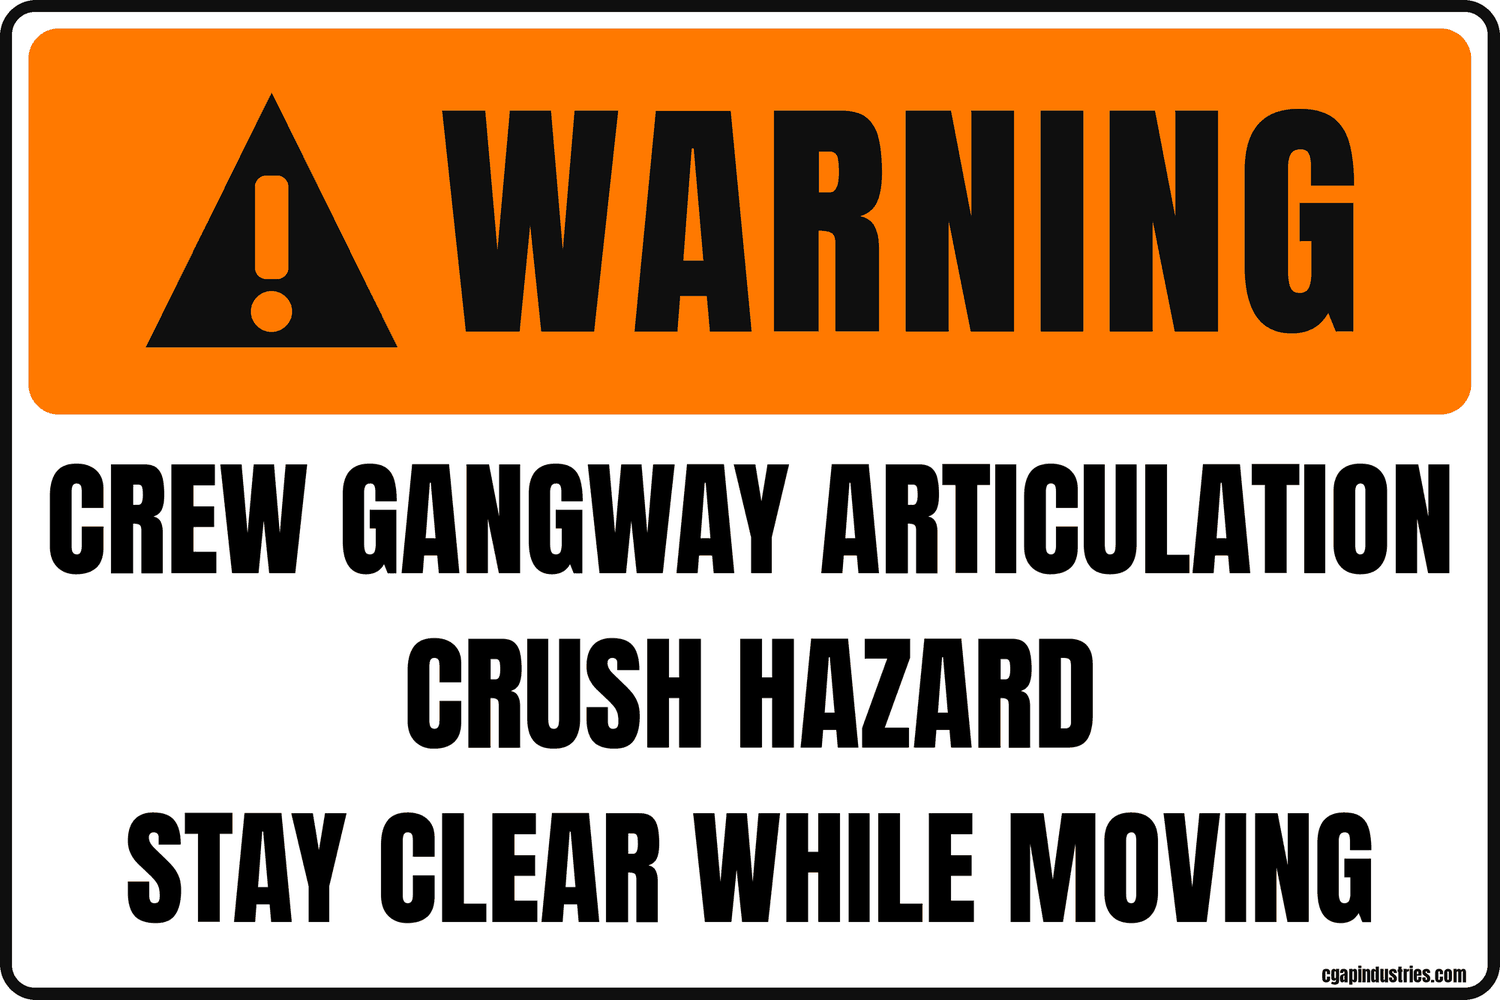 WARNING
CREW GANGWAY ARTICULATION
CRUSH HAZARD
STAY CLEAR WHILE MOVING
cgapindustries.com